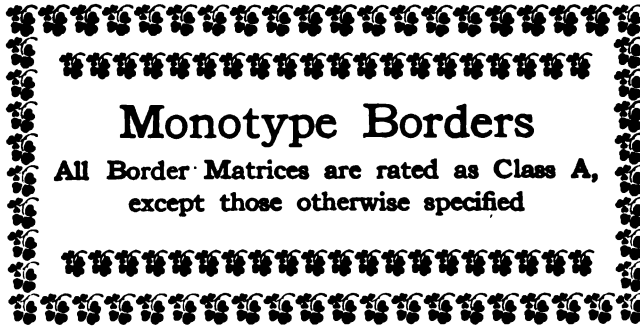 Monotype Borders
All Border Matrices are rated as Class A,
except those otherwise specified